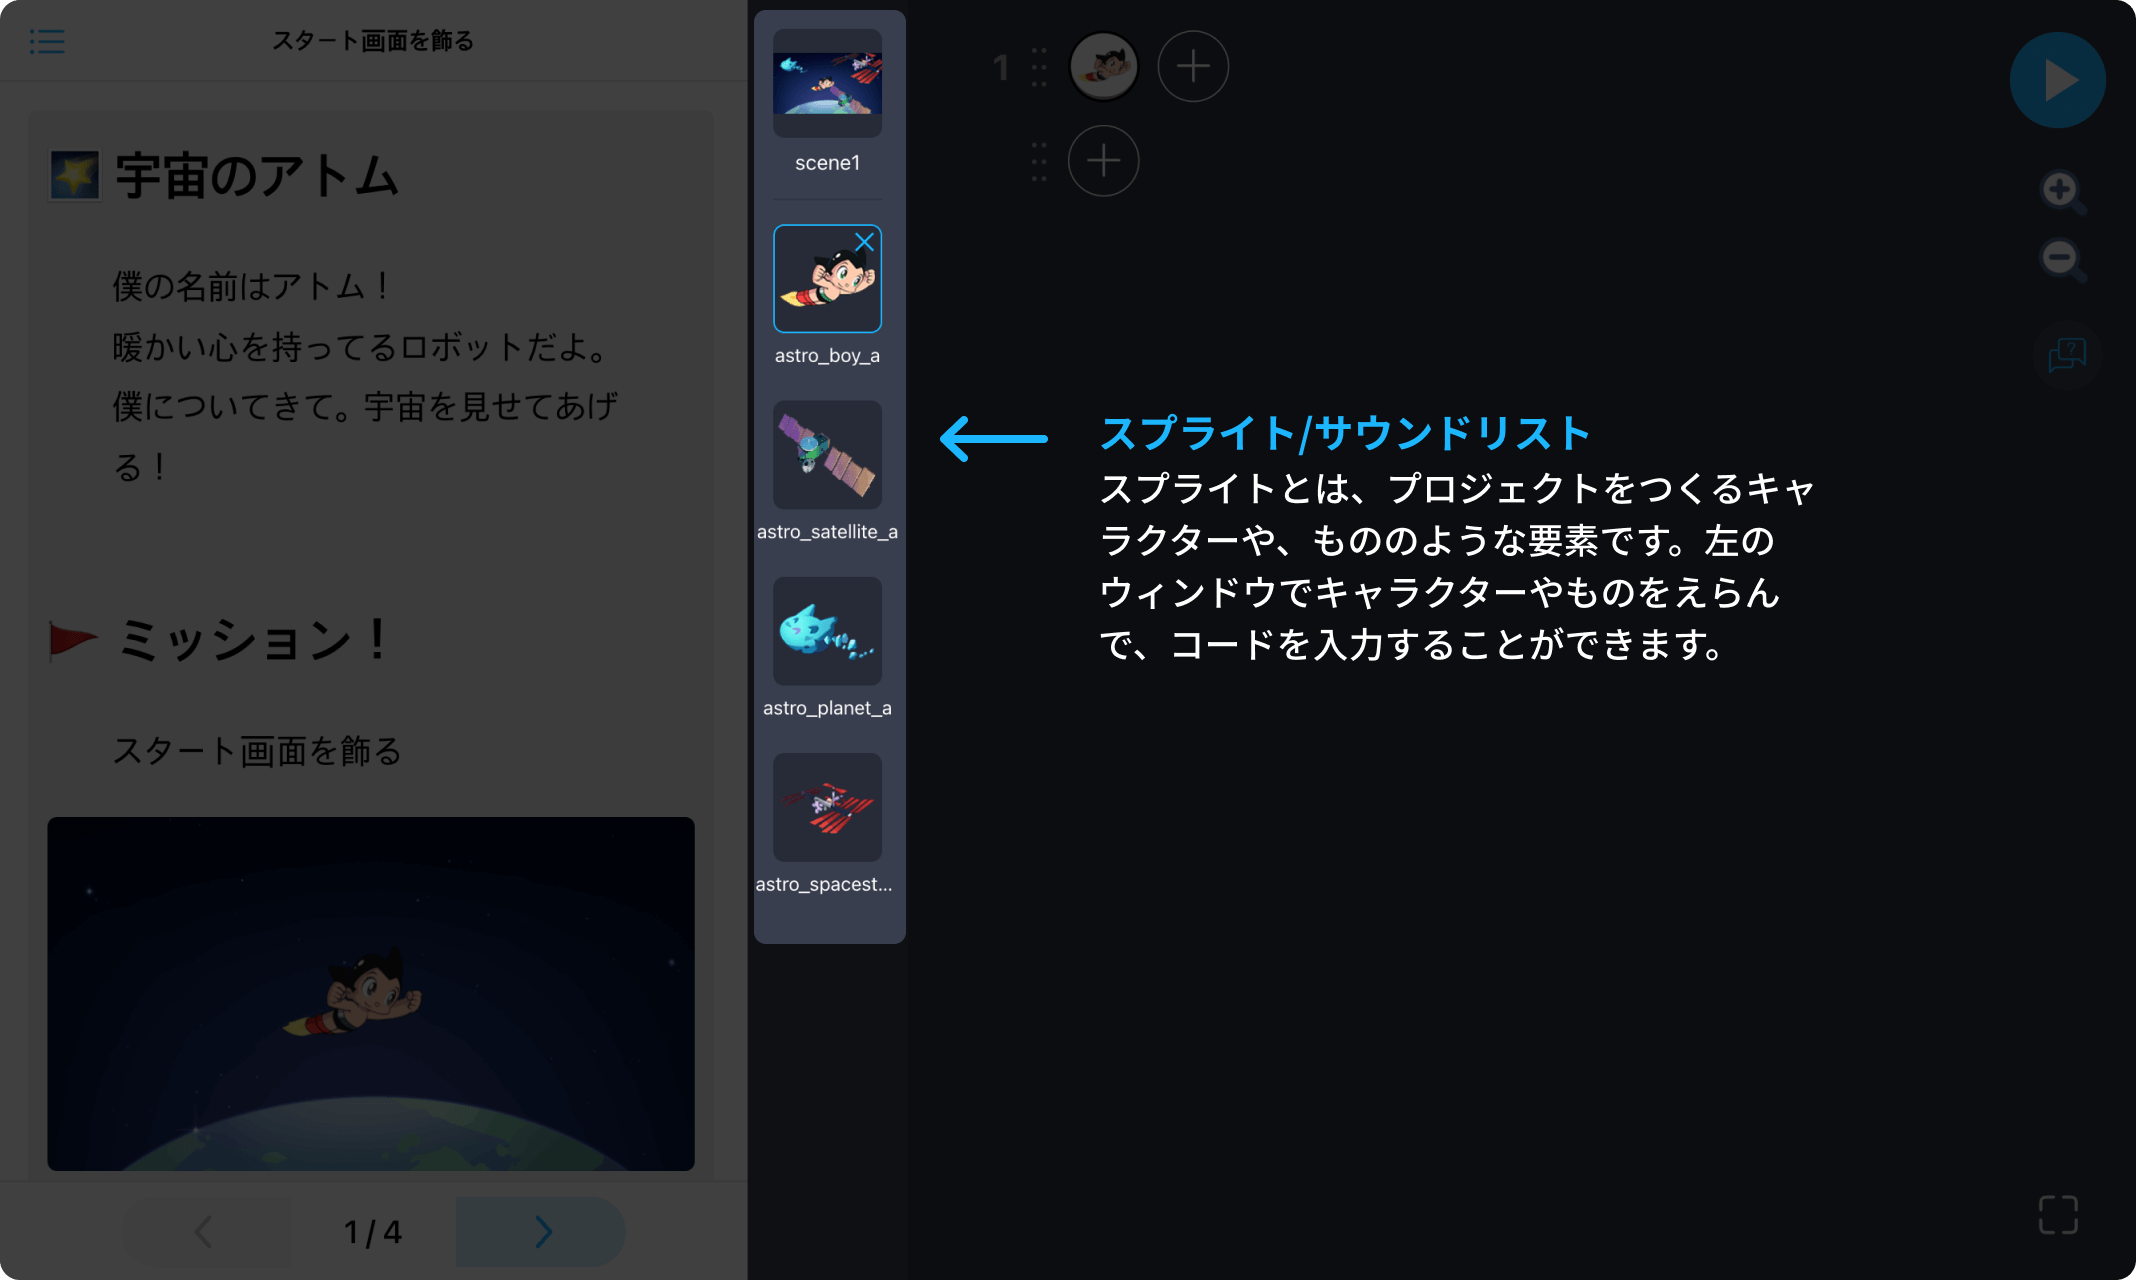 スタート画面を飾る
宇宙のアトム
僕の名前はアトム！
暖かい心を持ってるロボットだよ。
僕についてきて。宇宙を見せてあげ
る！
ミッション！
スタート画面を飾る
1 / 4
scene1
astro_boy_a
astro_satellite_a
astro_planet_a
astro_spacest...
1
スプライト/サウンドリスト
スプライトとは、プロジェクトをつくるキャ
ラクターや、もののような要素です。左の
ウィンドウでキャラクターやものをえらん
で、コードを入力することができます。